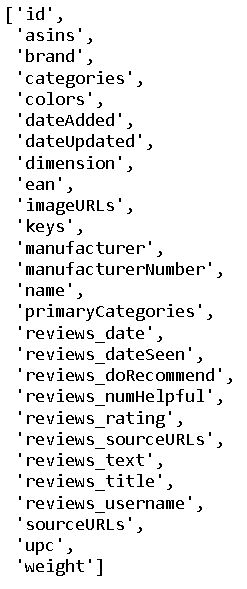 ['id',
'asins',
'brand',
'categories',
'colors',
'dateAdded',
'dateUpdated',
'dimension',
'ean',
'imageURLs',
'keys',
'manufacturer',
'manufacturerNumber',
'name',
'primaryCategories',
'reviews_date',
'reviews_dateSeen',
'reviews_doRecommend',
'reviews_numHelpful',
'reviews_rating',
'reviews_sourceURLs',
'reviews_text',
'reviews_title',
'reviews_username',
'sourceURLs',
'upc',
'weight']